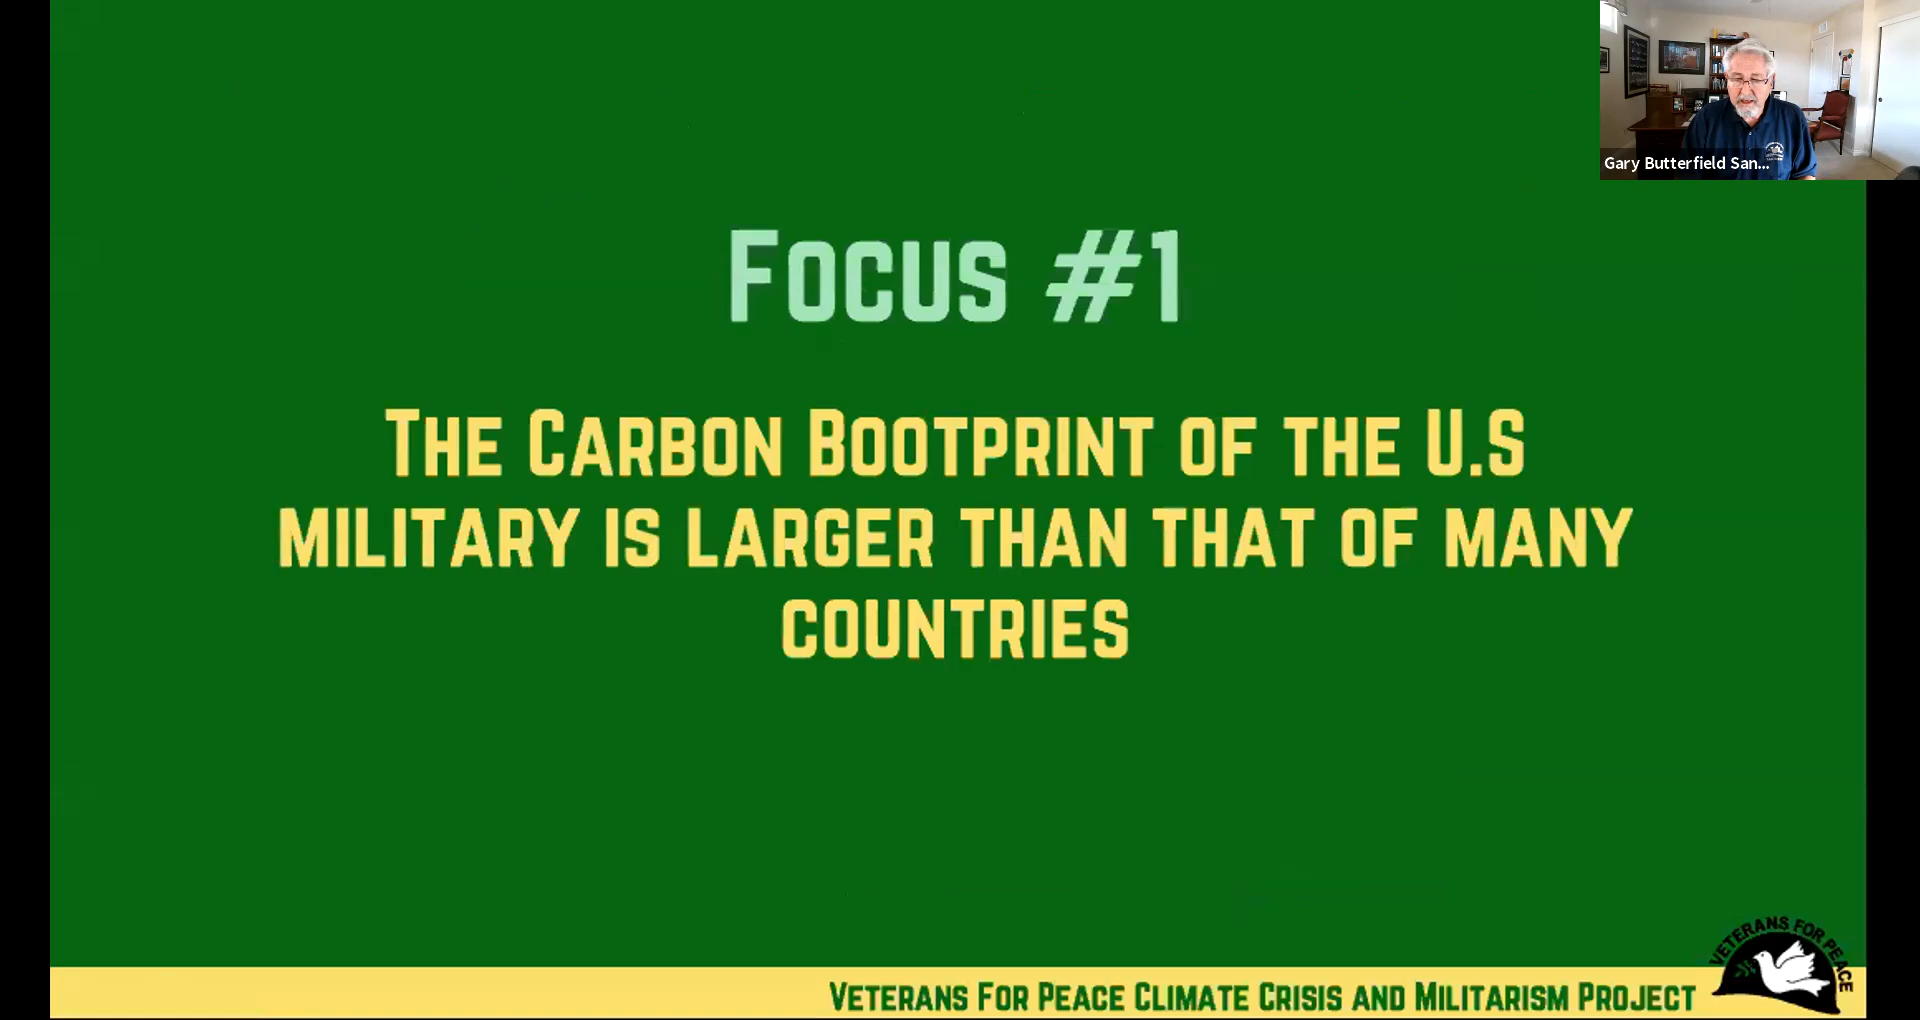 Gary Butterfield San...
FOCUS #1
THE CARBON BOOTPRINT OF THE U.S
MILITARY IS LARGER THAN THAT OF MANY
COUNTRIES
VETERANS FOR PEACE CLIMATE CRISIS AND MILITARISM PROJECT
VETERANS FOR PEACE